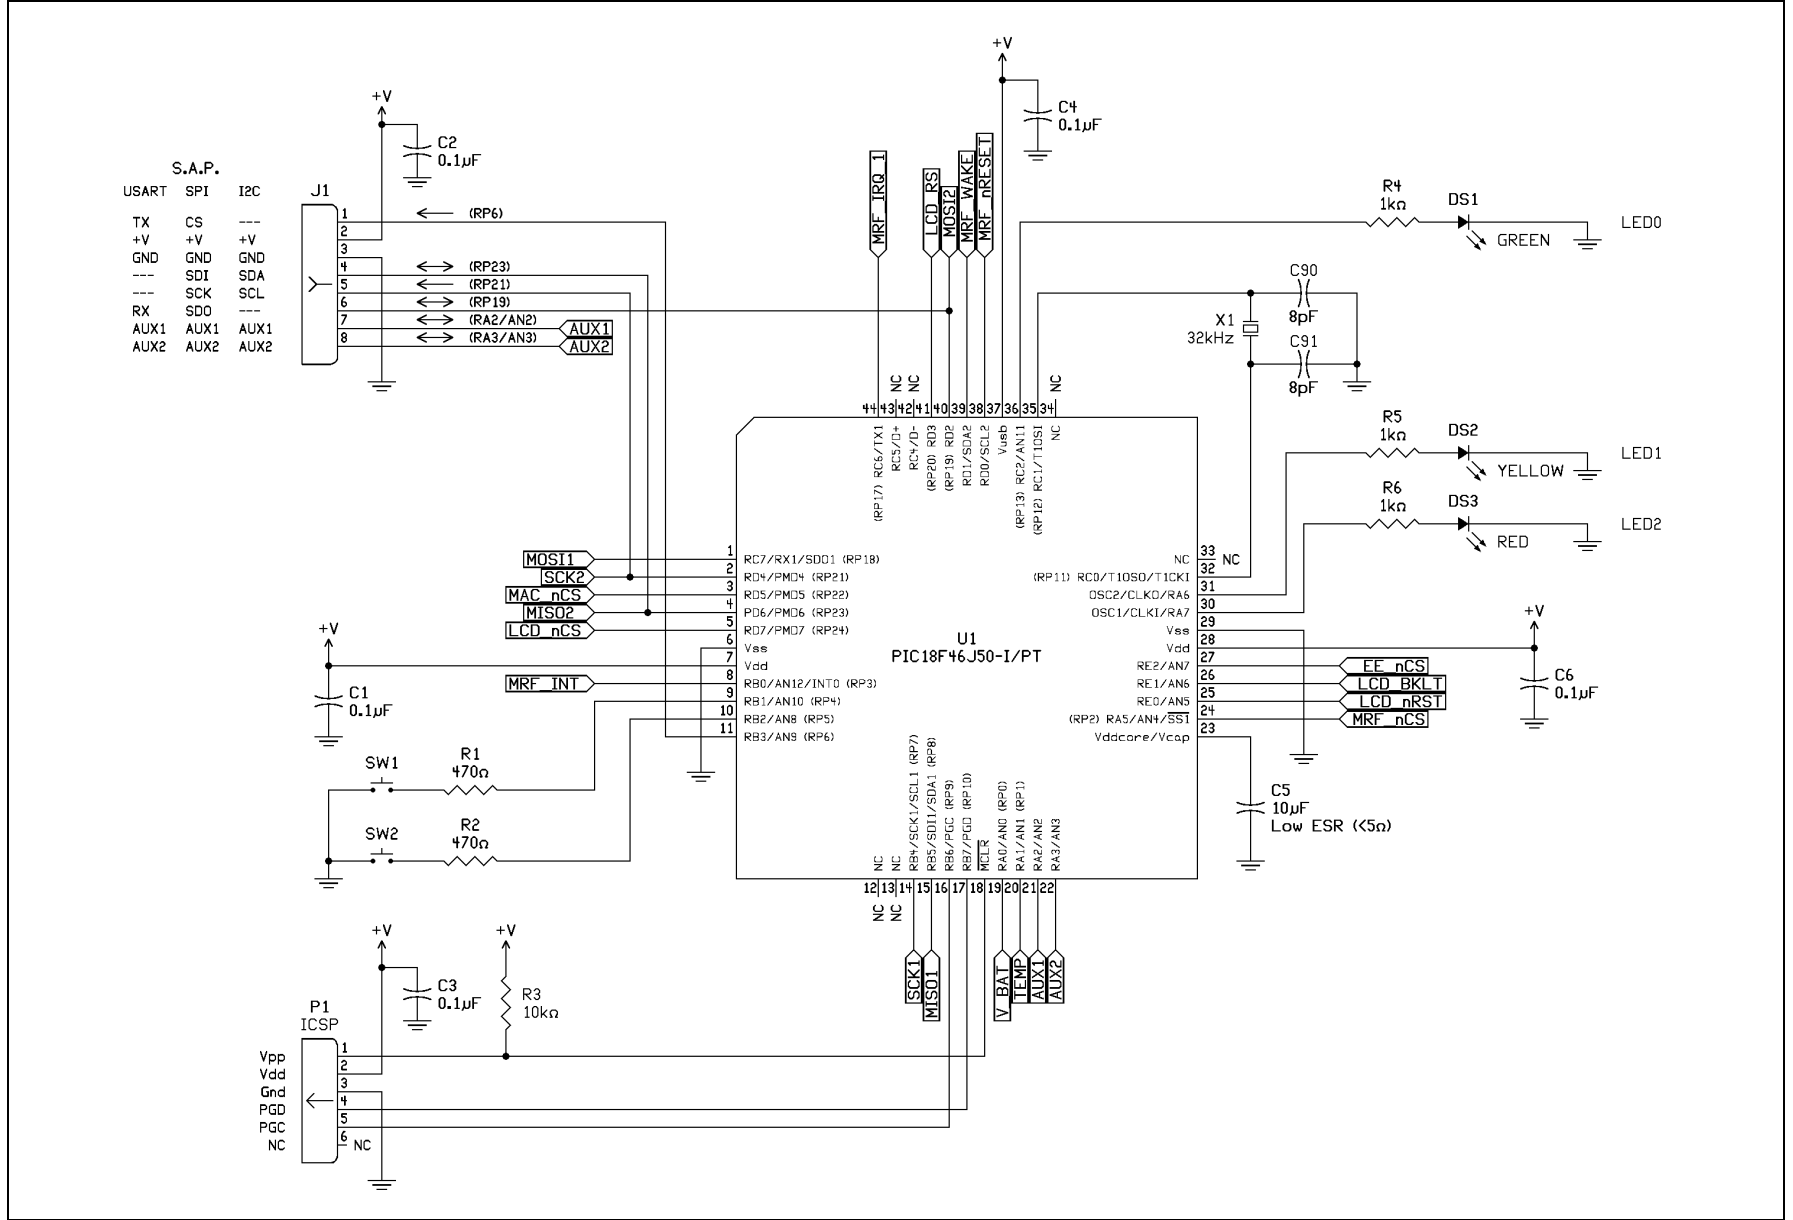 +V
C4
0.1µF
+V
C2
0.1µF
S.A.P.
USART SPI I2C
TX CS ---
+V +V +V
GND GND GND
--- SDI SDA
--- SCK SCL
RX SDO ---
AUX1 AUX1 AUX1
AUX2 AUX2 AUX2
J1
1 (RP6)
2
3
4 (RP23)
5 (RP21)
6 (RP19)
7 (RA2/AN2) AUX1
8 (RA3/AN3) AUX2
MRF_IRQ_1
LCD_RS
MOSI2
MRF_WAKE
MRF_nRESET
R4
1kΩ
DS1
GREEN
LED0
C90
8pF
X1
32kHz
C91
8pF
R5
1kΩ
DS2
YELLOW
LED1
R6
1kΩ
DS3
RED
LED2
NC NC NC
44 43 42 41 40 39 38 37 36 35 34
(RP17) RC6/TX1
RC5/D+
RC4/D-
(RP20) RD3
(RP19) RD2
RD1/SDA2
RD0/SCL2
Vusb
(RP13) RC2/AN11
(RP12) RC1/T1OSI
NC
MOSI1 1 RC7/RX1/SDO1 (RP18)
SCK2 2 RD4/PMD4 (RP21)
MAC_nCS 3 RD5/PMD5 (RP22)
MISO2 4 PD6/PMD6 (RP23)
LCD_nCS 5 RD7/PMD7 (RP24)
6 Vss
7 Vdd
MRF_INT 8 RB0/AN12/INT0 (RP3)
9 RB1/AN10 (RP4)
10 RB2/AN8 (RP5)
11 RB3/AN9 (RP6)
U1
PIC18F46J50-I/PT
NC 33 NC
(RP11) RC0/T1OSO/T1CKI 32
OSC2/CLKO/RA6 31
OSC1/CLKI/RA7 30
Vss 29
Vdd 28
RE2/AN7 27 EE_nCS
RE1/AN6 26 LCD_BKLT
RE0/AN5 25 LCD_nRST
(RP2) RA5/AN4/SS1 24 MRF_nCS
Vddcore/Vcap 23
+V
C6
0.1µF
C5
10µF
Low ESR (<5Ω)
+V
C1
0.1µF
SW1
R1
470Ω
SW2
R2
470Ω
NC
NC
RB4/SCK1/SCL1 (RP7)
RB5/SDI1/SDA1 (RP8)
RB6/PGC (RP9)
RB7/PGD (RP10)
MCLR
RA0/AN0 (RP0)
RA1/AN1 (RP1)
RA2/AN2
RA3/AN3
12 13 14 15 16 17 18 19 20 21 22
NC NC
SCK1
MISO1
V_BAT
TEMP
AUX1
AUX2
+V
C3
0.1µF
+V
R3
10kΩ
P1
ICSP
Vpp 1
Vdd 2
Gnd 3
PGD 4
PGC 5
NC 6 NC